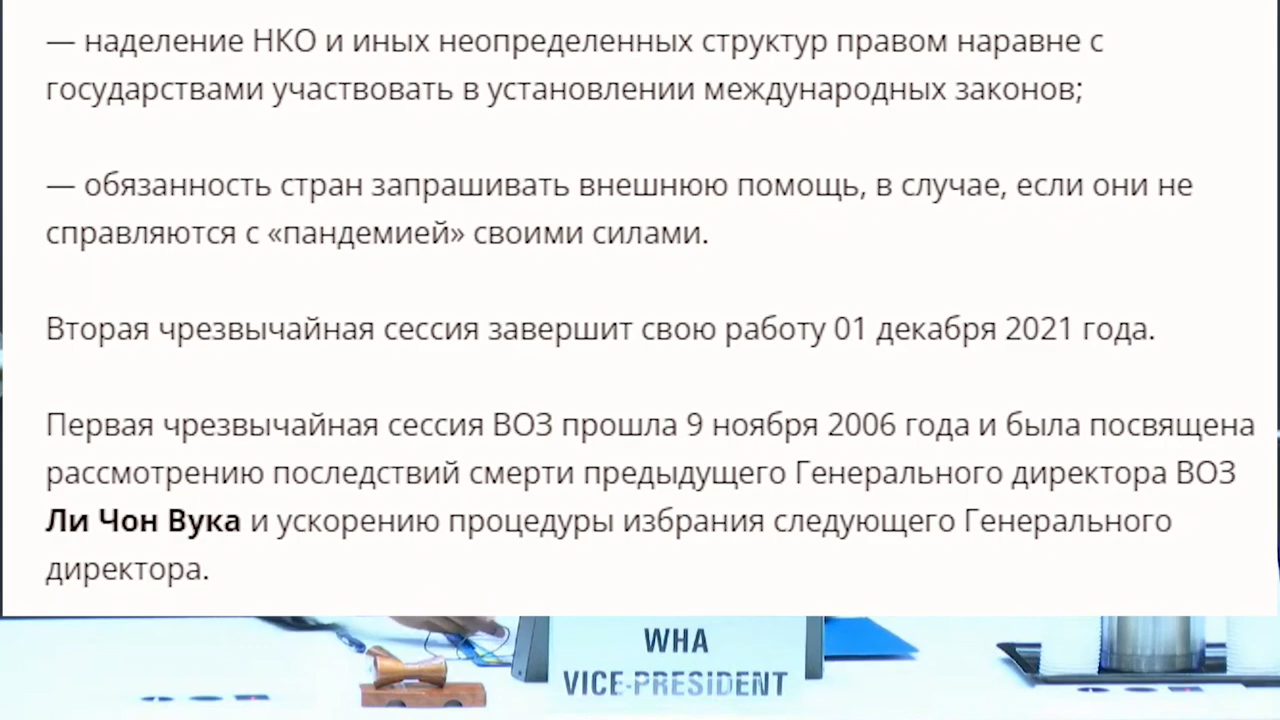 — наделение НКО и иных неопределенных структур правом наравне с
государствами участвовать в установлении международных законов;
— обязанность стран запрашивать внешнюю помощь, в случае, если они не
справляются с «пандемией» своими силами.
Вторая чрезвычайная сессия завершит свою работу 01 декабря 2021 года.
Первая чрезвычайная сессия ВОЗ прошла 9 ноября 2006 года и была посвящена
рассмотрению последствий смерти предыдущего Генерального директора ВОЗ
Ли Чон Вука и ускорению процедуры избрания следующего Генерального
директора.
WHA
VICE-PRESIDENT